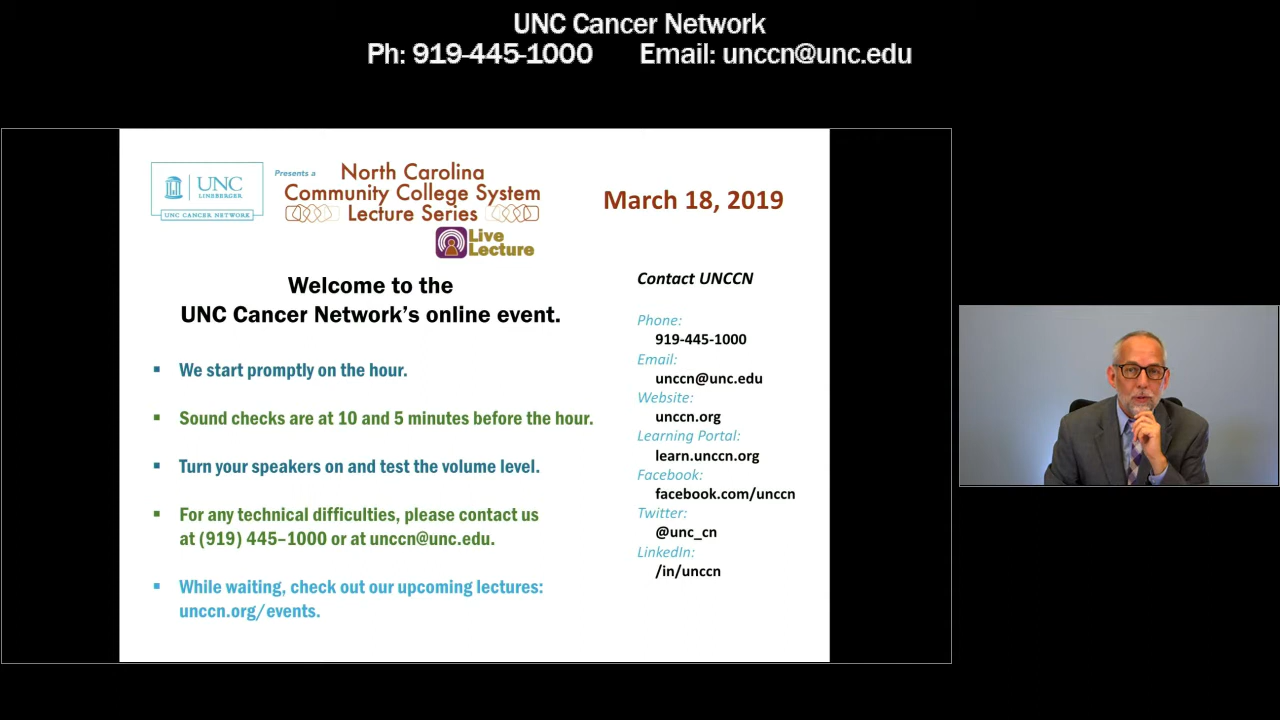 UNC Cancer Network
Ph: 919-445-1000 Email: unccn@unc.edu
UNC
LINEBERGER
UNC CANCER NETWORK
Presents a
North Carolina
Community College System
Lecture Series
Live
Lecture
March 18, 2019
Welcome to the
UNC Cancer Network's online event.
▪ We start promptly on the hour.
▪ Sound checks are at 10 and 5 minutes before the hour.
▪ Turn your speakers on and test the volume level.
▪ For any technical difficulties, please contact us
at (919) 445–1000 or at unccn@unc.edu.
▪ While waiting, check out our upcoming lectures:
unccn.org/events.
Contact UNCCN
Phone:
919-445-1000
Email:
unccn@unc.edu
Website:
unccn.org
Learning Portal:
learn.unccn.org
Facebook:
facebook.com/unccn
Twitter:
@unc_cn
LinkedIn:
/in/unccn